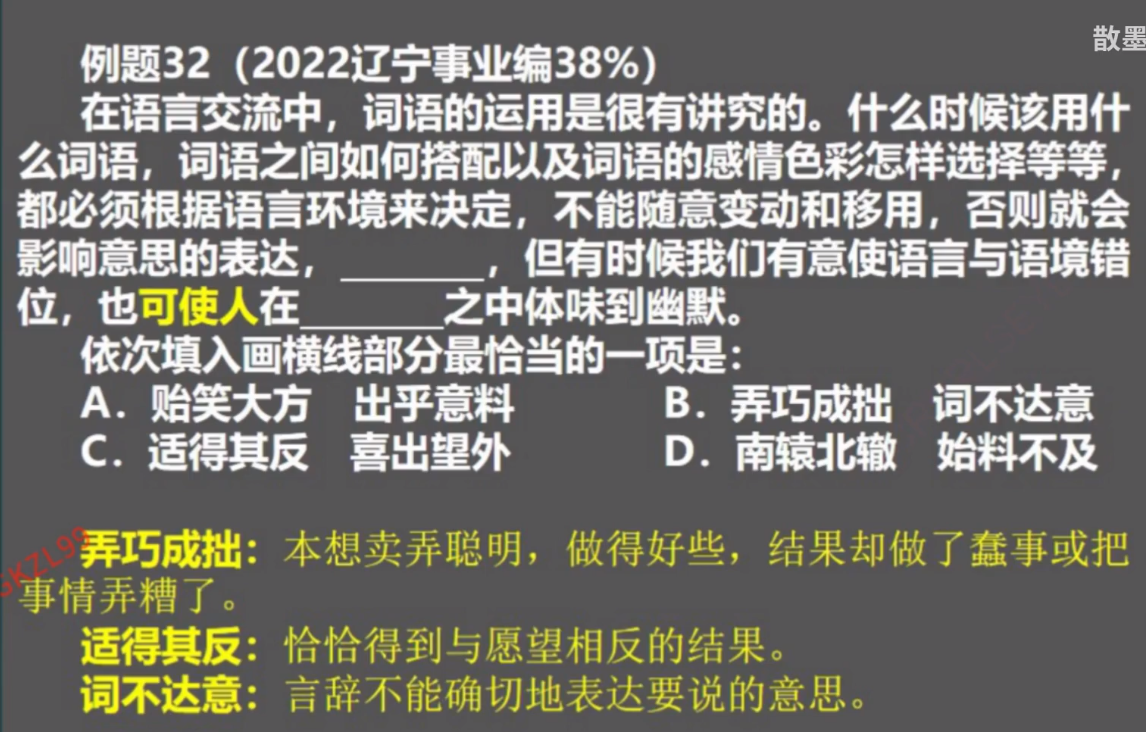 散墨
例题32（2022辽宁事业编38%）
在语言交流中，词语的运用是很有讲究的。什么时候该用什
么词语，词语之间如何搭配以及词语的感情色彩怎样选择等等，
都必须根据语言环境来决定，不能随意变动和移用，否则就会
影响意思的表达，______，但有时候我们有意使语言与语境错
位，也可使人在______之中体味到幽默。
依次填入画横线部分最恰当的一项是：
A．贻笑大方 出乎意料 B．弄巧成拙 词不达意
C．适得其反 喜出望外 D．南辕北辙 始料不及
弄巧成拙：本想卖弄聪明，做得好些，结果却做了蠢事或把
事情弄糟了。
适得其反：恰恰得到与愿望相反的结果。
词不达意：言辞不能确切地表达要说的意思。